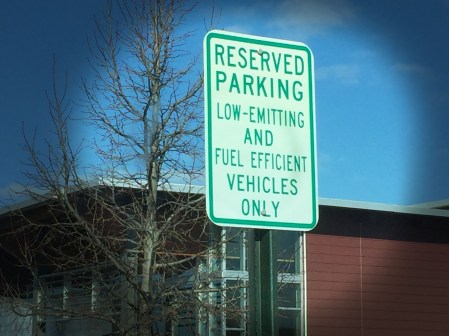 RESERVED
PARKING
LOW-EMITTING
AND
FUEL EFFICIENT
VEHICLES
ONLY